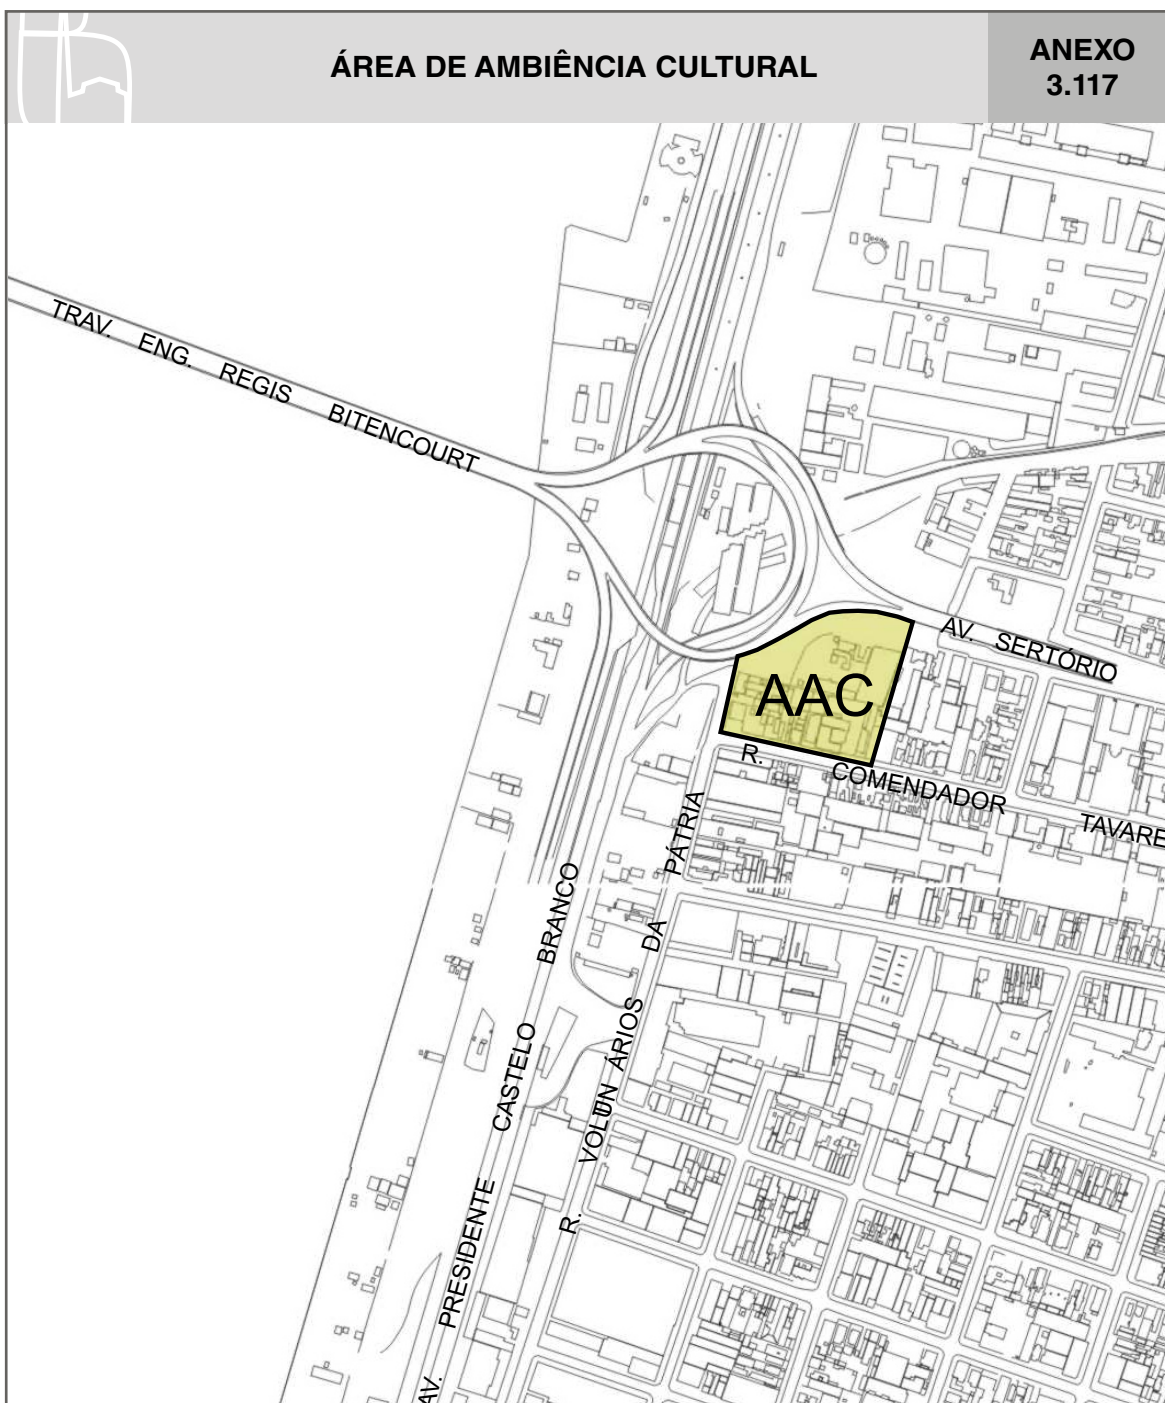 ÁREA DE AMBIÊNCIA CULTURAL
ANEXO
3.117
TRAV. ENG. REGIS BITENCOURT
AV. SERTÓRIO
AAC
R. COMENDADOR TAVARE
R. VOLUN ÁRIOS DA PÁTRIA
AV. PRESIDENTE CASTELO BRANCO